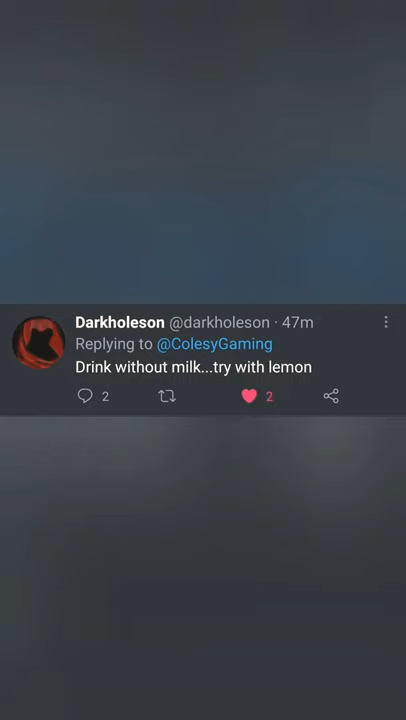 Darkholeson @darkholeson · 47m
Replying to @ColesyGaming
Drink without milk...try with lemon
2 2